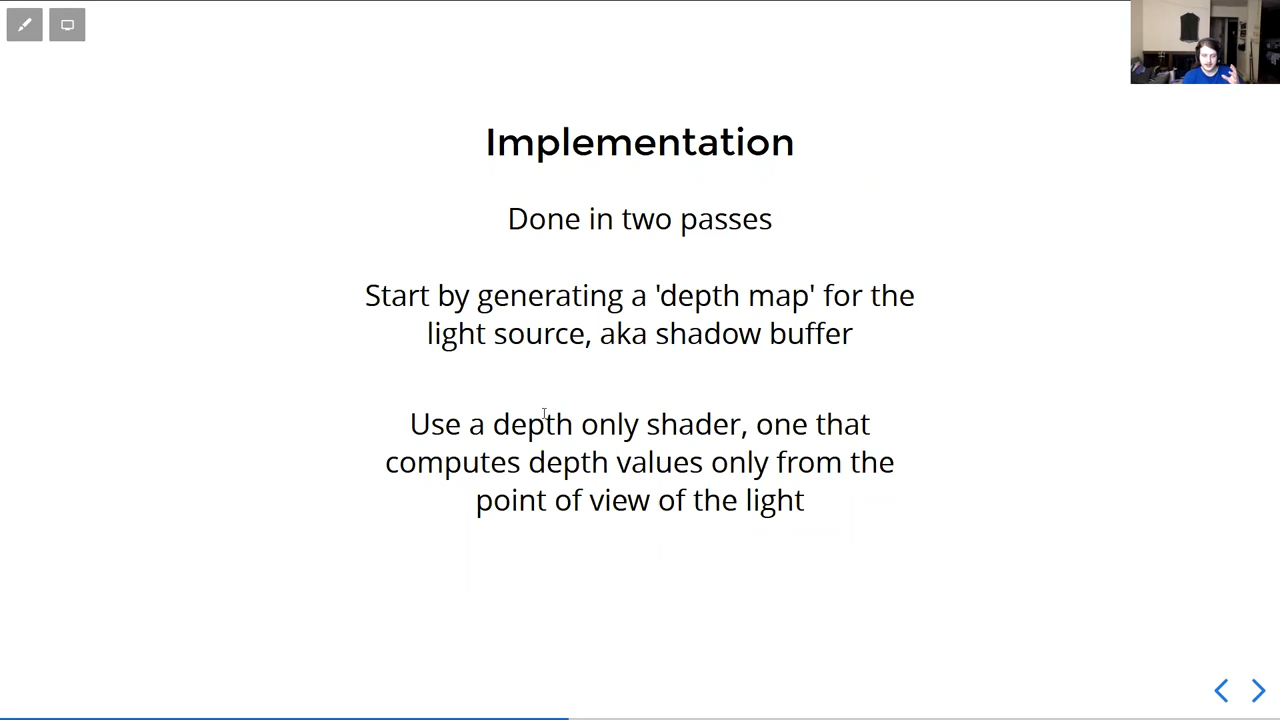 Implementation
Done in two passes
Start by generating a 'depth map' for the
light source, aka shadow buffer
Use a depth only shader, one that
computes depth values only from the
point of view of the light